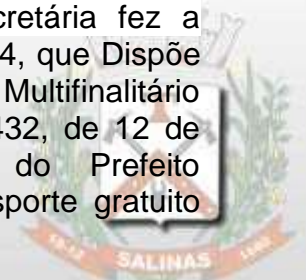 cretária fez a
4, que Dispõe
Multifinalitário
432, de 12 de
do Prefeito
sporte gratuito
SALINAS